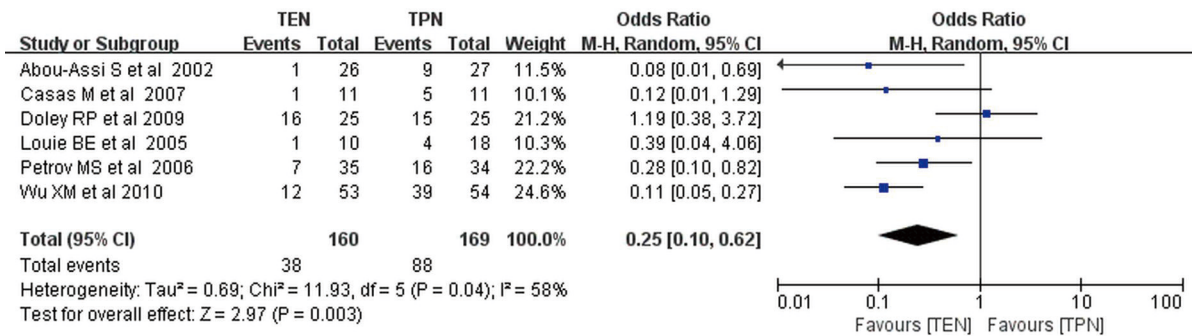 TEN TPN Odds Ratio Odds Ratio
Study or Subgroup Events Total Events Total Weight M-H, Random, 95% CI M-H, Random, 95% CI
Abou-Assi S et al 2002 1 26 9 27 11.5% 0.08 [0.01, 0.69]
Casas M et al 2007 1 11 5 11 10.1% 0.12 [0.01, 1.29]
Doley RP et al 2009 16 25 15 25 21.2% 1.19 [0.38, 3.72]
Louie BE et al 2005 1 10 4 18 10.3% 0.39 [0.04, 4.06]
Petrov MS et al 2006 7 35 16 34 22.2% 0.28 [0.10, 0.82]
Wu XM et al 2010 12 53 39 54 24.6% 0.11 [0.05, 0.27]
Total (95% CI) 160 169 100.0% 0.25 [0.10, 0.62]
Total events 38 88
Heterogeneity: Tau² = 0.69; Chi² = 11.93, df = 5 (P = 0.04); I² = 58%
Test for overall effect: Z = 2.97 (P = 0.003)
0.01 0.1 1 10 100
Favours [TEN] Favours [TPN]